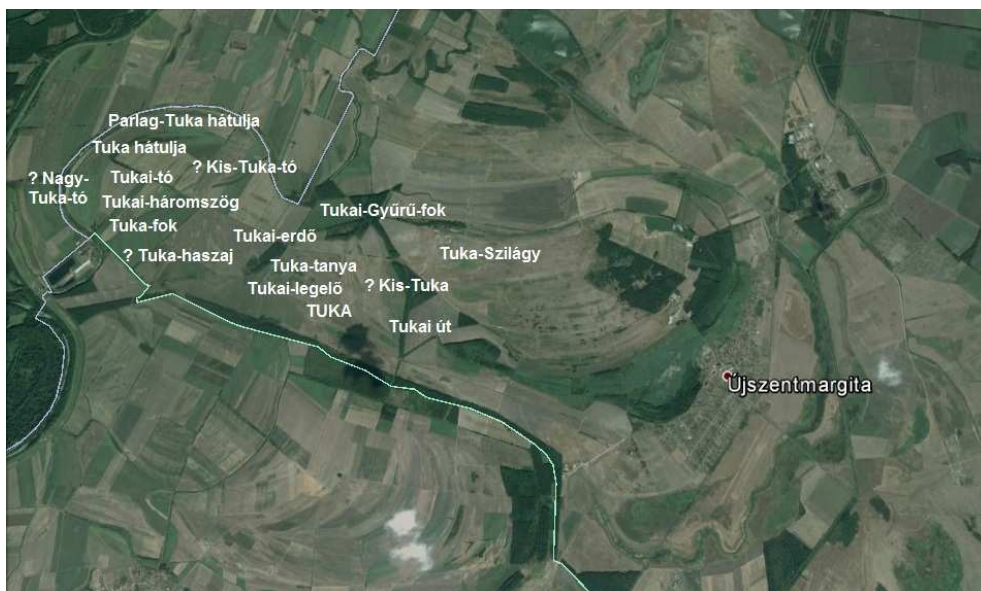 Parlag-Tuka hátulja
Tuka hátulja
? Kis-Tuka-tó
? Nagy-
Tuka-tó
Tukai-tó
Tukai-háromszög
Tukai-Gyűrű-fok
Tuka-fok
Tukai-erdő
? Tuka-haszaj
Tuka-Szilágy
Tuka-tanya
Tukai-legelő
? Kis-Tuka
TUKA
Tukai út
Újszentmargita